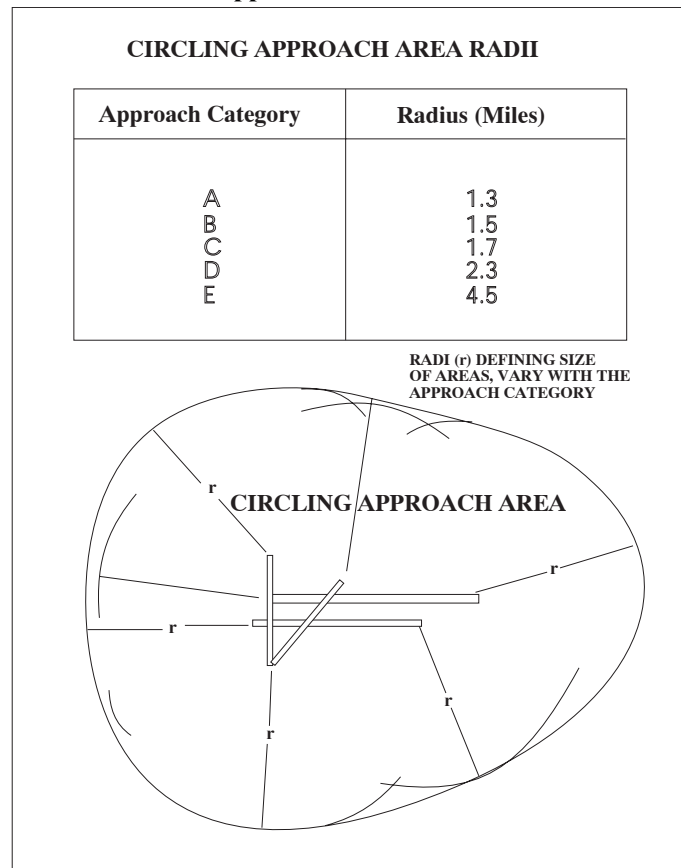 CIRCLING APPROACH AREA RADII
Approach Category Radius (Miles)
A 1.3
B 1.5
C 1.7
D 2.3
E 4.5
RADI (r) DEFINING SIZE
OF AREAS, VARY WITH THE
APPROACH CATEGORY
r
CIRCLING APPROACH AREA
r
r
r
r